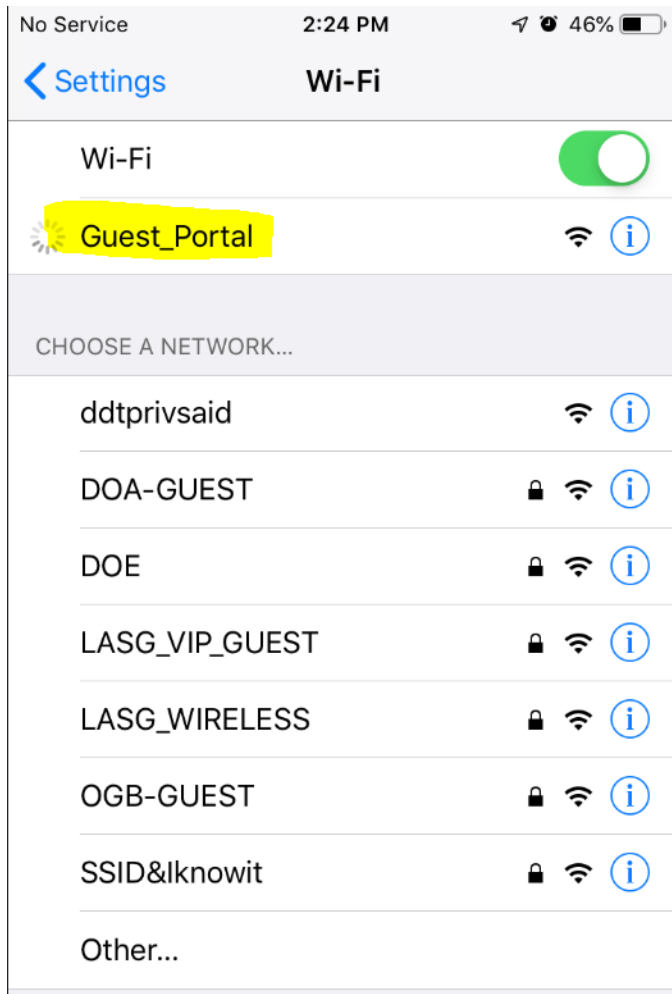 No Service 2:24 PM 46%
Settings Wi-Fi
Wi-Fi
Guest_Portal
CHOOSE A NETWORK...
ddtprivsaid
DOA-GUEST
DOE
LASG_VIP_GUEST
LASG_WIRELESS
OGB-GUEST
SSID&Iknowit
Other...